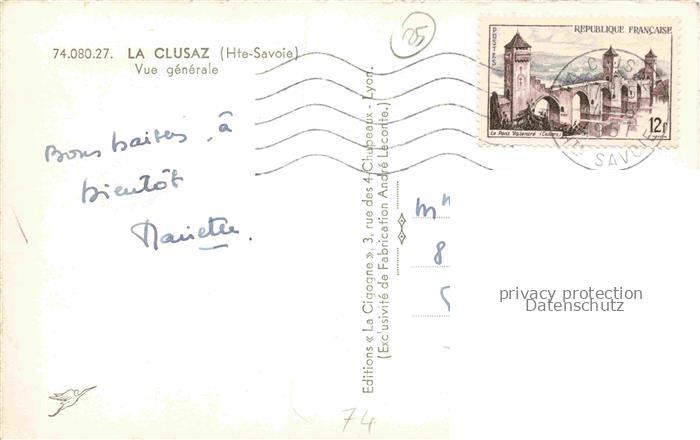 74.080.27. LA CLUSAZ (Hte-Savoie)
Vue générale
25
POSTES
REPUBLIQUE FRANÇAISE
Le Pont Valentré (Cahors)
12f
SAVOIE
Bons baisers, à
bientôt
Mariette.
Editions « La Cigogne », 3, rue des 4-Chapeaux - Lyon.
(Exclusivité de Fabrication André Leconte.)
8
privacy protection
Datenschutz
74